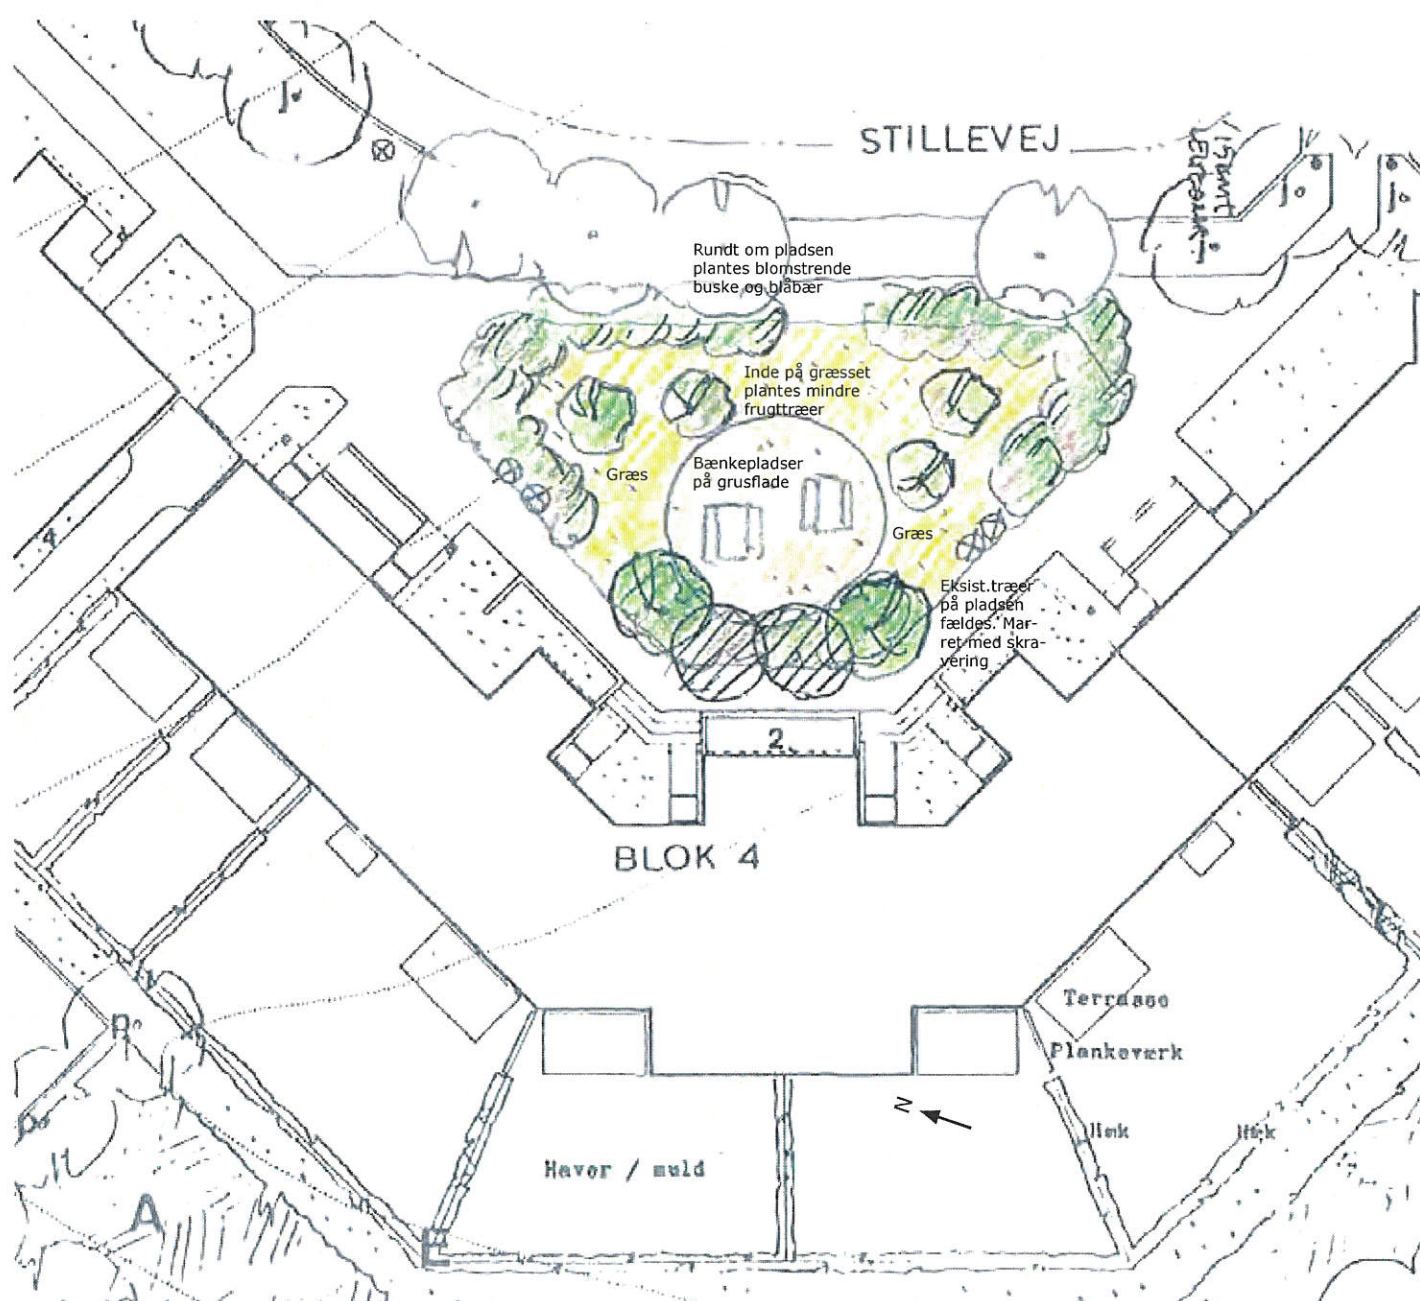 STILLEVEJ
Rundt om pladsen
plantes blomstrende
buske og blåbær
Inde på græsset
plantes mindre
frugttræer
Græs
Bænkepladser
på grusflade
Græs
Eksist.træer
på pladsen
fældes. Mar-
ret med skra-
vering
4
2
BLOK 4
Terrasse
Plankeværk
N
Hæk
Hæk
Haver / muld
A